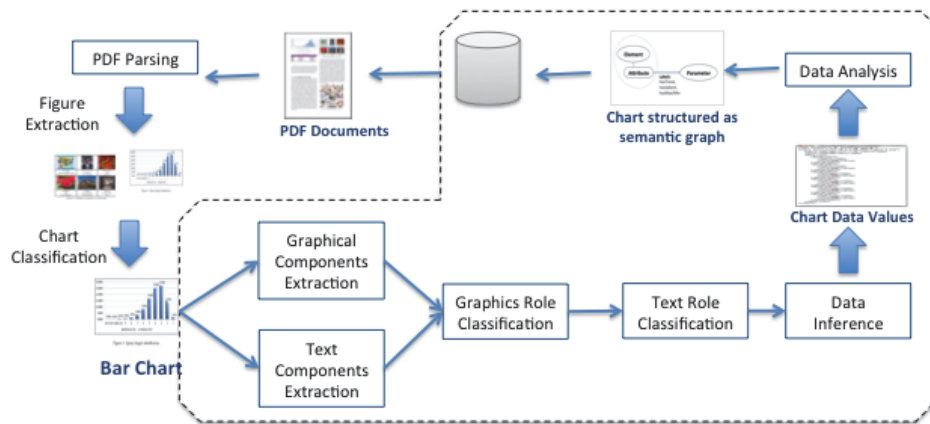 PDF Parsing
Figure
Extraction
Chart
Classification
Bar Chart
PDF Documents
Element
Attribute
Parameter
Chart structured as
semantic graph
Data Analysis
Chart Data Values
Graphical
Components
Extraction
Text
Components
Extraction
Graphics Role
Classification
Text Role
Classification
Data
Inference